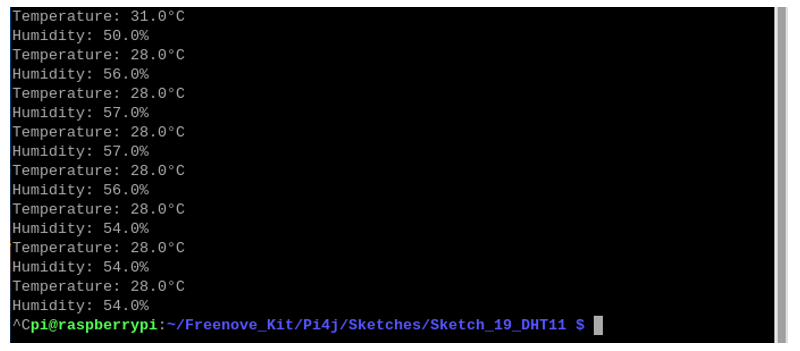 Temperature: 31.0°C
Humidity: 50.0%
Temperature: 28.0°C
Humidity: 56.0%
Temperature: 28.0°C
Humidity: 57.0%
Temperature: 28.0°C
Humidity: 57.0%
Temperature: 28.0°C
Humidity: 56.0%
Temperature: 28.0°C
Humidity: 54.0%
Temperature: 28.0°C
Humidity: 54.0%
Temperature: 28.0°C
Humidity: 54.0%
^Cpi@raspberrypi:~/Freenove_Kit/Pi4j/Sketches/Sketch_19_DHT11 $